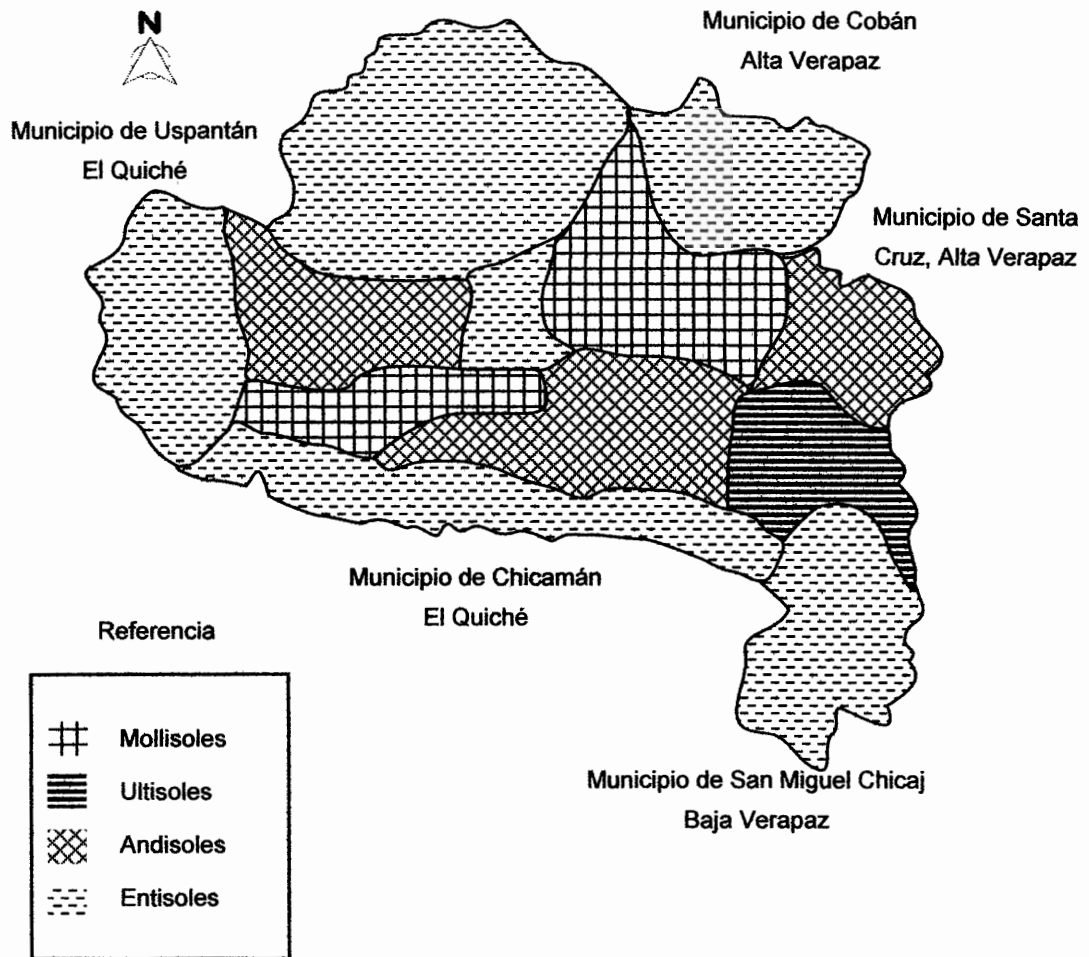 N
Municipio de Cobán
Alta Verapaz
Municipio de Uspantán
El Quiché
Municipio de Santa
Cruz, Alta Verapaz
Municipio de Chicamán
El Quiché
Referencia
Mollisoles
Ultisoles
Andisoles
Entisoles
Municipio de San Miguel Chicaj
Baja Verapaz